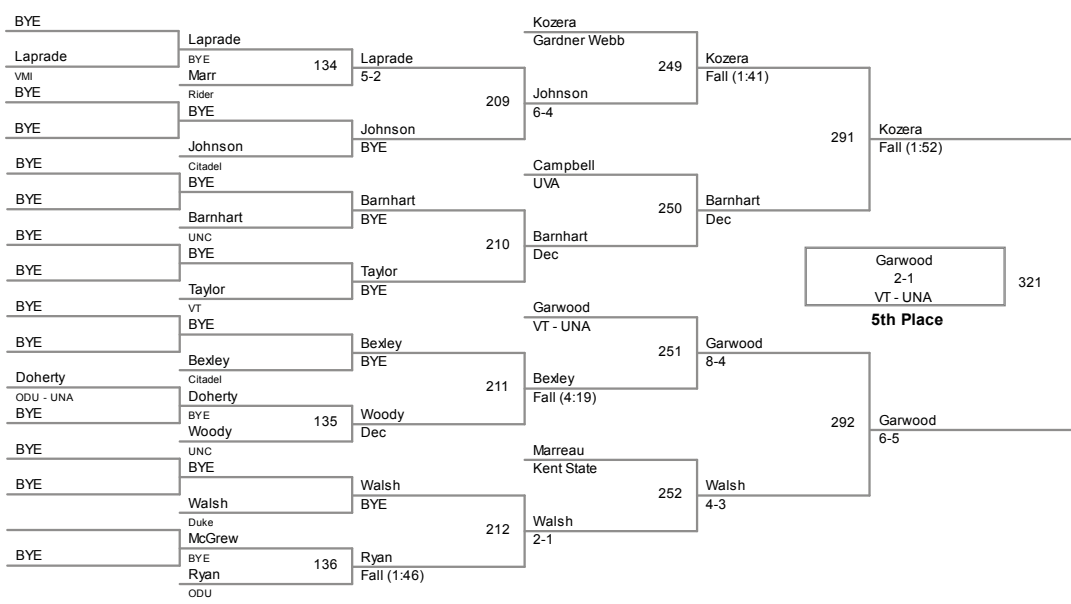 BYE
Laprade
VMI
BYE
BYE
BYE
BYE
BYE
BYE
BYE
BYE
Doherty
ODU - UNA
BYE
BYE
BYE
BYE
Laprade
BYE
Marr
Rider
BYE
Johnson
Citadel
BYE
Barnhart
UNC
BYE
Taylor
VT
BYE
Bexley
Citadel
Doherty
BYE
Woody
UNC
BYE
Walsh
Duke
McGrew
BYE
Ryan
ODU
134
135
136
Laprade
5-2
Johnson
BYE
Barnhart
BYE
Taylor
BYE
Bexley
BYE
Woody
Dec
Walsh
BYE
Ryan
Fall (1:46)
209
210
211
212
Kozera
Gardner Webb
Johnson
6-4
Campbell
UVA
Barnhart
Dec
Garwood
VT - UNA
Bexley
Fall (4:19)
Marreau
Kent State
Walsh
2-1
249
250
251
252
Kozera
Fall (1:41)
Barnhart
Dec
Garwood
8-4
Walsh
4-3
291
292
Kozera
Fall (1:52)
Garwood
6-5
Garwood
2-1
VT - UNA
321
5th Place